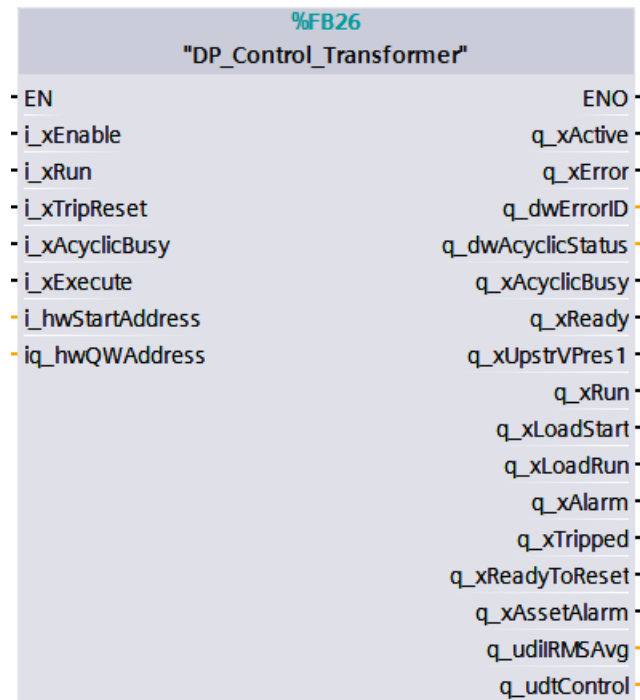 %FB26
"DP_Control_Transformer"
EN ENO
i_xEnable q_xActive
i_xRun q_xError
i_xTripReset q_dwErrorID
i_xAcyclicBusy q_dwAcyclicStatus
i_xExecute q_xAcyclicBusy
i_hwStartAddress q_xReady
iq_hwQWAddress q_xUpstrVPres1
q_xRun
q_xLoadStart
q_xLoadRun
q_xAlarm
q_xTripped
q_xReadyToReset
q_xAssetAlarm
q_udiIRMSAvg
q_udtControl